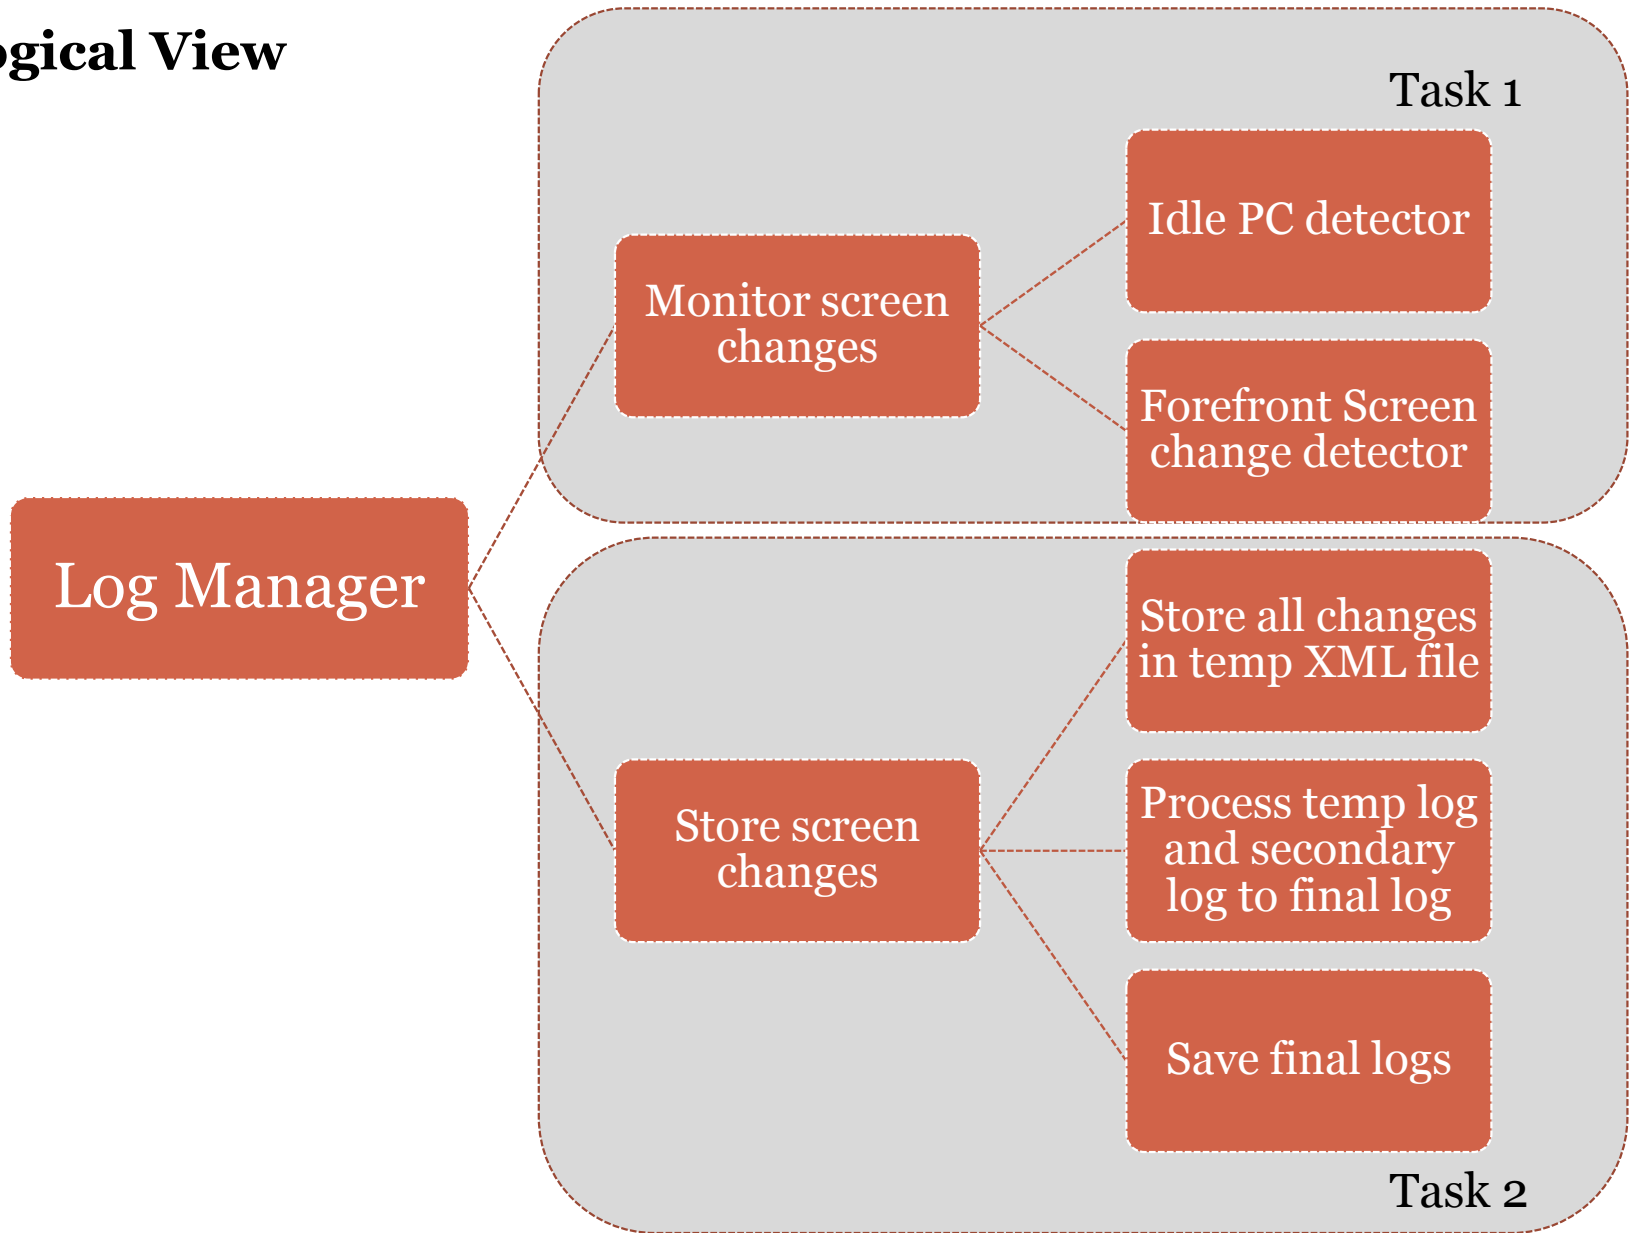 ogical View
Task 1
Idle PC detector
Monitor screen
changes
Forefront Screen
change detector
Log Manager
Store all changes
in temp XML file
Store screen
changes
Process temp log
and secondary
log to final log
Save final logs
Task 2